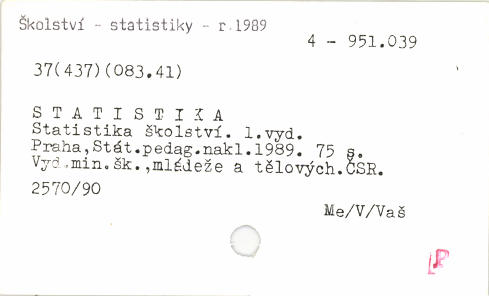 Školství - statistiky - r.1989
4 - 951.039
37(437)(083.41)
S T A T I S T I K A
Statistika školství. 1.vyd.
Praha,Stát.pedag.nakl.1989. 75 s.
Vyd.min.šk.,mládeže a tělových.ČSR.
2570/90
Me/V/Vaš